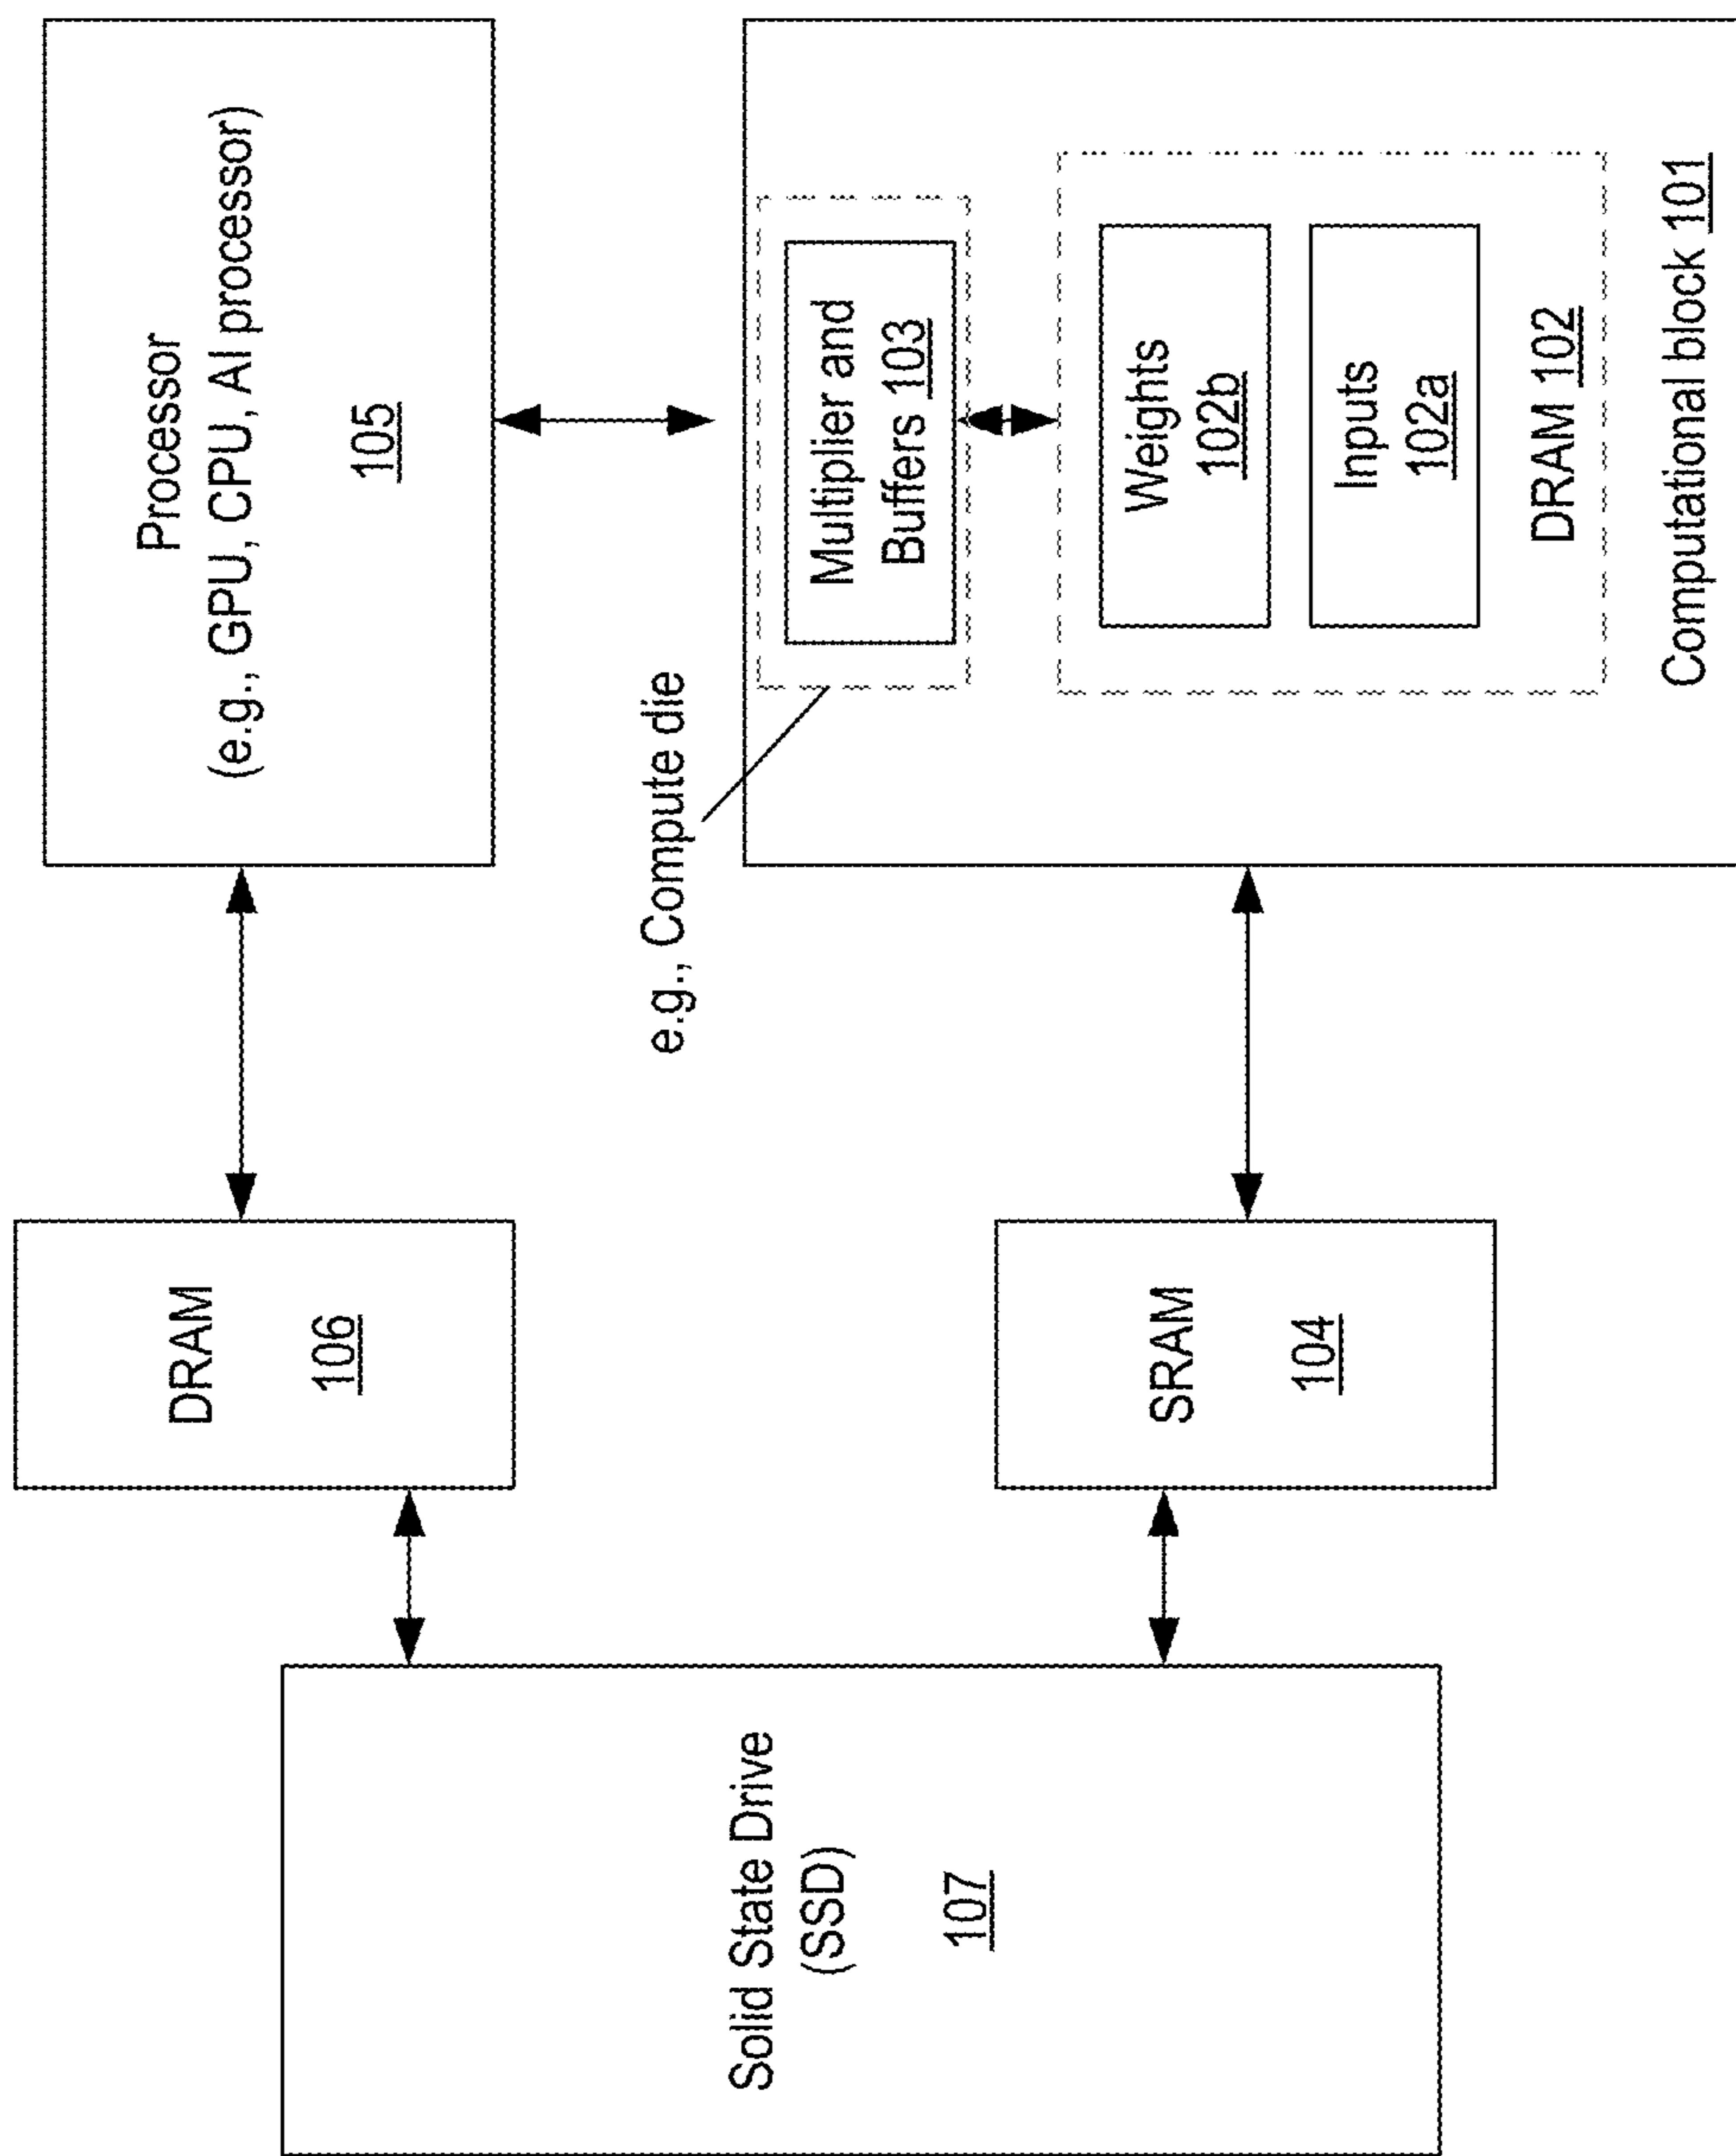 Solid State Drive
(SSD)
107
DRAM
106
SRAM
104
Processor
(e.g., GPU, CPU, AI processor)
105
e.g., Compute die
Multiplier and
Buffers 103
Weights
102b
Inputs
102a
DRAM 102
Computational block 101